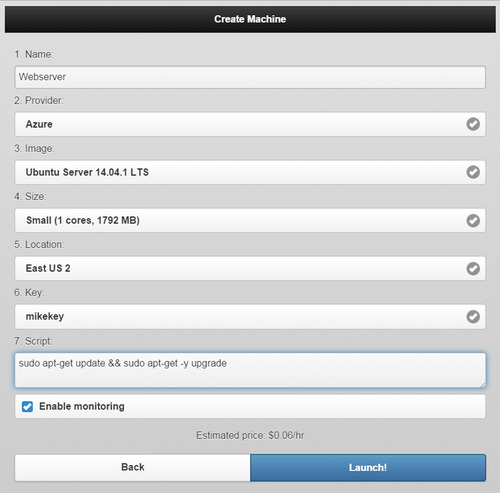 Create Machine
1. Name:
Webserver
2. Provider:
Azure
3. Image:
Ubuntu Server 14.04.1 LTS
4. Size:
Small (1 cores, 1792 MB)
5. Location:
East US 2
6. Key:
mikekey
7. Script:
sudo apt-get update && sudo apt-get -y upgrade
Enable monitoring
Estimated price: $0.06/hr
Back Launch!